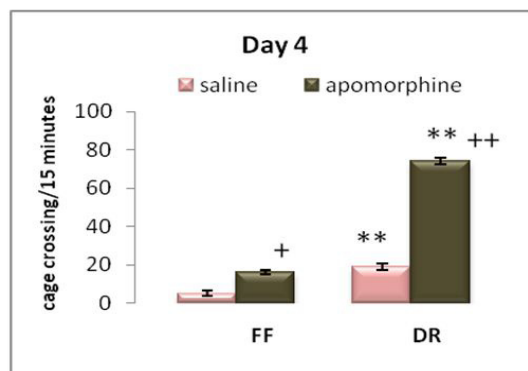 Day 4
saline apomorphine
cage crossing/15 minutes
100
80
60
40
20
0
+
**
** ++
FF DR